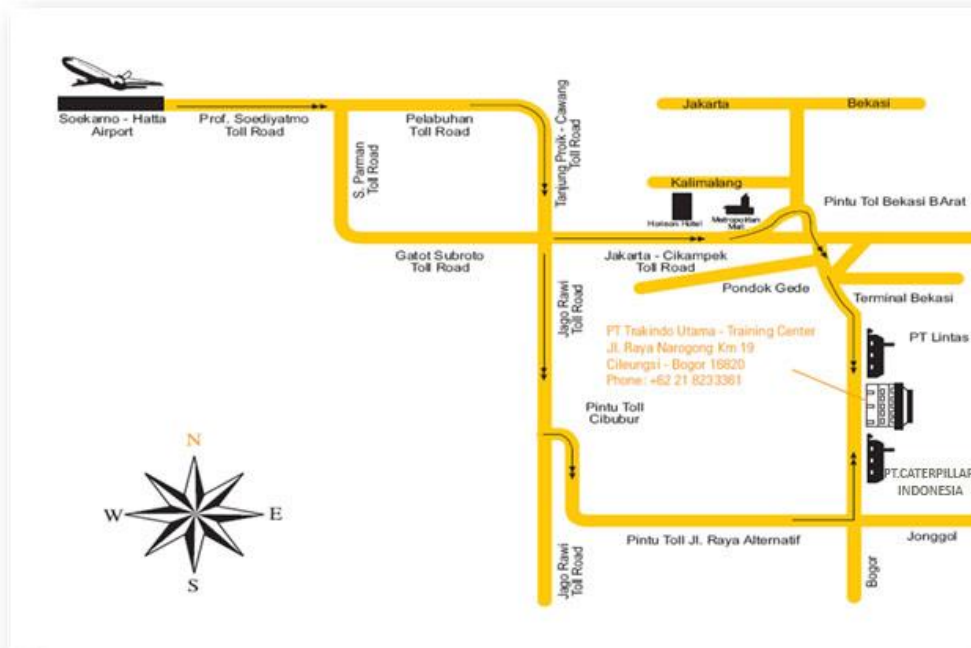 Soekarno - Hatta
Airport
Prof. Soediyatmo
Toll Road
Pelabuhan
Toll Road
S. Parman
Toll Road
Tanjung Proik - Cawang
Toll Road
Jakarta
Bekasi
Kalimalang
Harison Hotel
Metropolitan
Mall
Pintu Tol Bekasi BArat
Gatot Subroto
Toll Road
Jakarta - Cikampek
Toll Road
Pondok Gede
Terminal Bekasi
Jago Rawi
Toll Road
PT Trakindo Utama - Training Center
Jl. Raya Narogong Km 19
Cileungsi - Bogor 16820
Phone: +62 21 8233361
PT Lintas
Pintu Toll
Cibubur
PT.CATERPILLAR
INDONESIA
N
W
E
S
Pintu Toll Jl. Raya Alternatif
Jonggol
Jago Rawi
Toll Road
Bogor